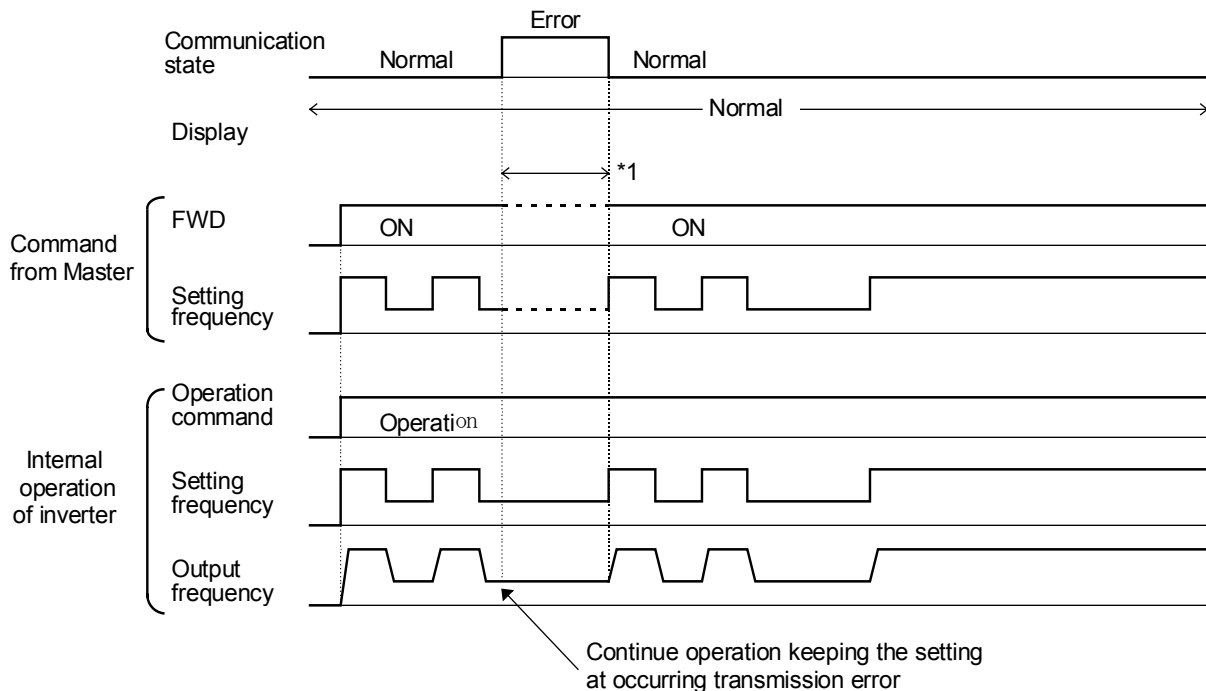 Error
Communication
state
Normal
Normal
Normal
Display
*1
Command
from Master
FWD
ON
ON
Setting
frequency
Internal
operation
of inverter
Operation
command
Operation
Setting
frequency
Output
frequency
Continue operation keeping the setting
at occurring transmission error